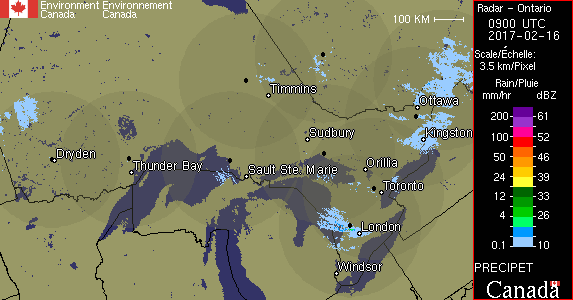 Environment Environnement
Canada Canada
100 KM
Timmins
Ottawa
Sudbury
Kingston
Dryden
Thunder Bay
Sault Ste. Marie
Orillia
Toronto
London
Windsor
Radar - Ontario
0900 UTC
2017-02-16
Scale/Échelle:
3.5 km/Pixel
Rain/Pluie
mm/hr dBZ
200 61
100 52
50 46
24 39
12 33
4 26
0.1 10
PRECIPET
Canada